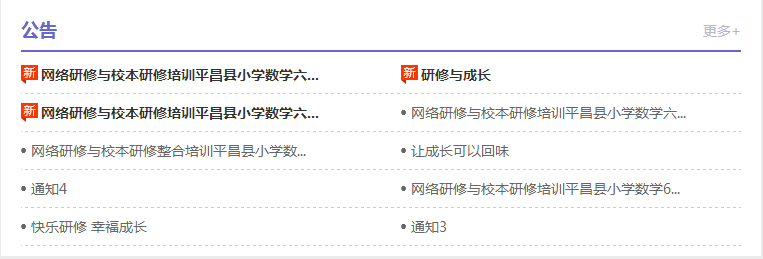 公告
更多+
新 网络研修与校本研修培训平昌县小学数学六...
新 研修与成长
新 网络研修与校本研修培训平昌县小学数学六...
• 网络研修与校本研修培训平昌县小学数学六...
• 网络研修与校本研修整合培训平昌县小学数...
• 让成长可以回味
• 通知4
• 网络研修与校本研修培训平昌县小学数学6...
• 快乐研修 幸福成长
• 通知3